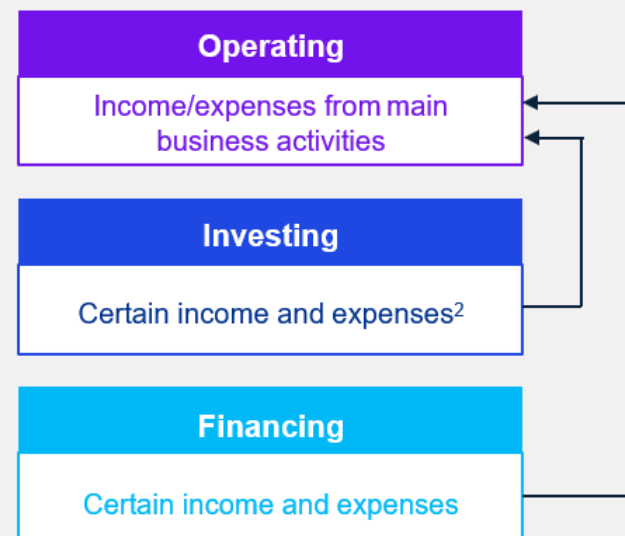 Operating
Income/expenses from main
business activities
Investing
Certain income and expenses²
Financing
Certain income and expenses